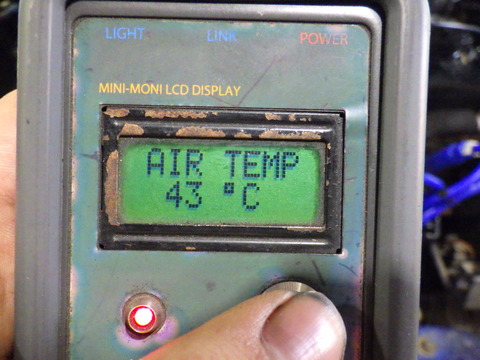 LIGHT LINK POWER
MINI-MONI LCD DISPLAY
AIR TEMP
43 °C